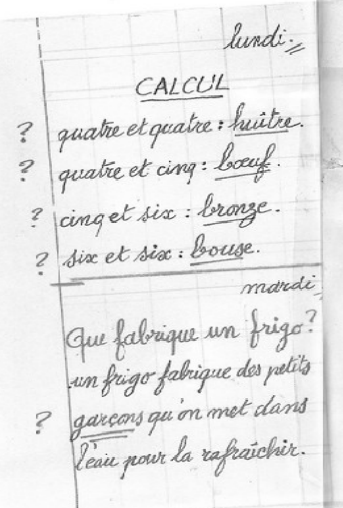 lundi.
CALCUL
? quatre et quatre : huître.
? quatre et cinq : bœuf.
? cinq et six : bronze.
? six et six : bouse.
mardi
Que fabrique un frigo?
un frigo fabrique des petits
? garçons qu'on met dans
l'eau pour la rafraîchir.